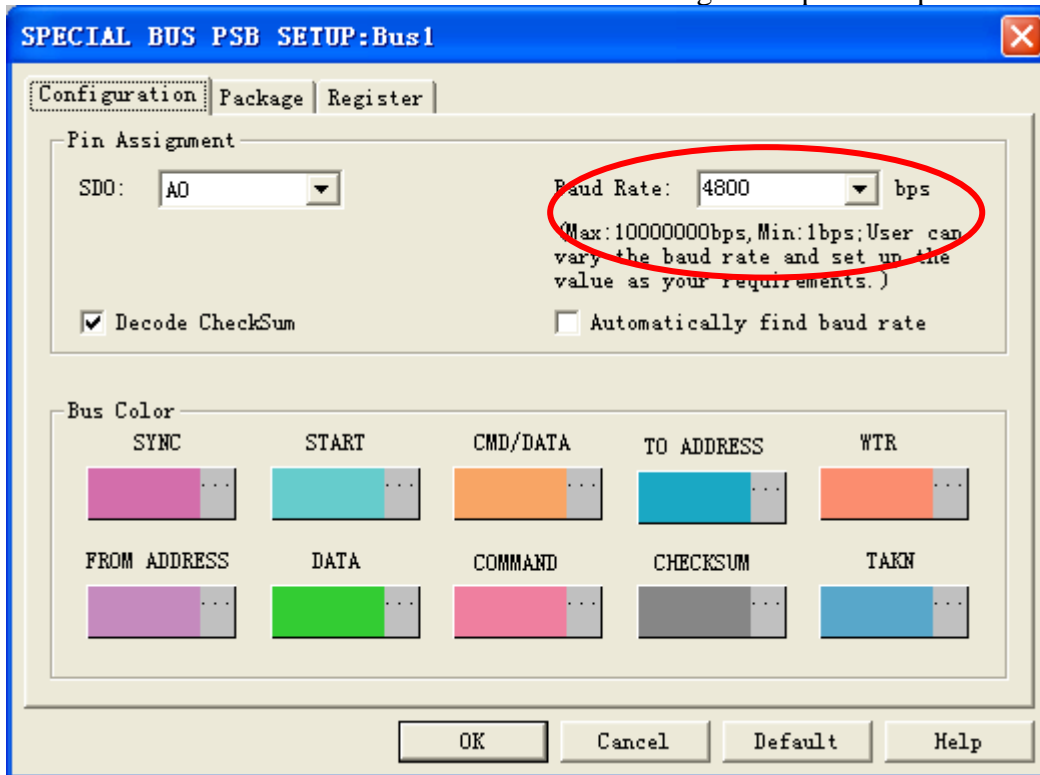 SPECIAL BUS PSB SETUP:Bus1
Configuration Package Register
Pin Assignment
SDO: A0 Baud Rate: 4800 bps
(Max:10000000bps,Min:1bps;User can
vary the baud rate and set up the
value as your requirements.)
Decode CheckSum Automatically find baud rate
Bus Color
SYNC START CMD/DATA TO ADDRESS WTR
... ... ... ... ...
FROM ADDRESS DATA COMMAND CHECKSUM TAKN
... ... ... ... ...
OK Cancel Default Help